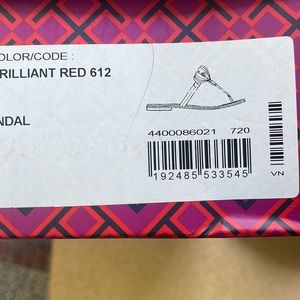 OLOR/CODE :
RILLIANT RED 612
NDAL
4400086021 720
192485 533545
VN